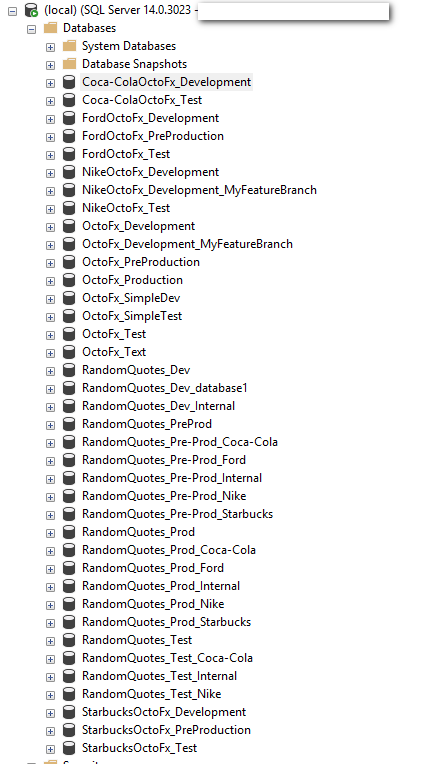 (local) (SQL Server 14.0.3023 -
Databases
System Databases
Database Snapshots
Coca-ColaOctoFx_Development
Coca-ColaOctoFx_Test
FordOctoFx_Development
FordOctoFx_PreProduction
FordOctoFx_Test
NikeOctoFx_Development
NikeOctoFx_Development_MyFeatureBranch
NikeOctoFx_Test
OctoFx_Development
OctoFx_Development_MyFeatureBranch
OctoFx_PreProduction
OctoFx_Production
OctoFx_SimpleDev
OctoFx_SimpleTest
OctoFx_Test
OctoFx_Text
RandomQuotes_Dev
RandomQuotes_Dev_database1
RandomQuotes_Dev_Internal
RandomQuotes_PreProd
RandomQuotes_Pre-Prod_Coca-Cola
RandomQuotes_Pre-Prod_Ford
RandomQuotes_Pre-Prod_Internal
RandomQuotes_Pre-Prod_Nike
RandomQuotes_Pre-Prod_Starbucks
RandomQuotes_Prod
RandomQuotes_Prod_Coca-Cola
RandomQuotes_Prod_Ford
RandomQuotes_Prod_Internal
RandomQuotes_Prod_Nike
RandomQuotes_Prod_Starbucks
RandomQuotes_Test
RandomQuotes_Test_Coca-Cola
RandomQuotes_Test_Internal
RandomQuotes_Test_Nike
StarbucksOctoFx_Development
StarbucksOctoFx_PreProduction
StarbucksOctoFx_Test